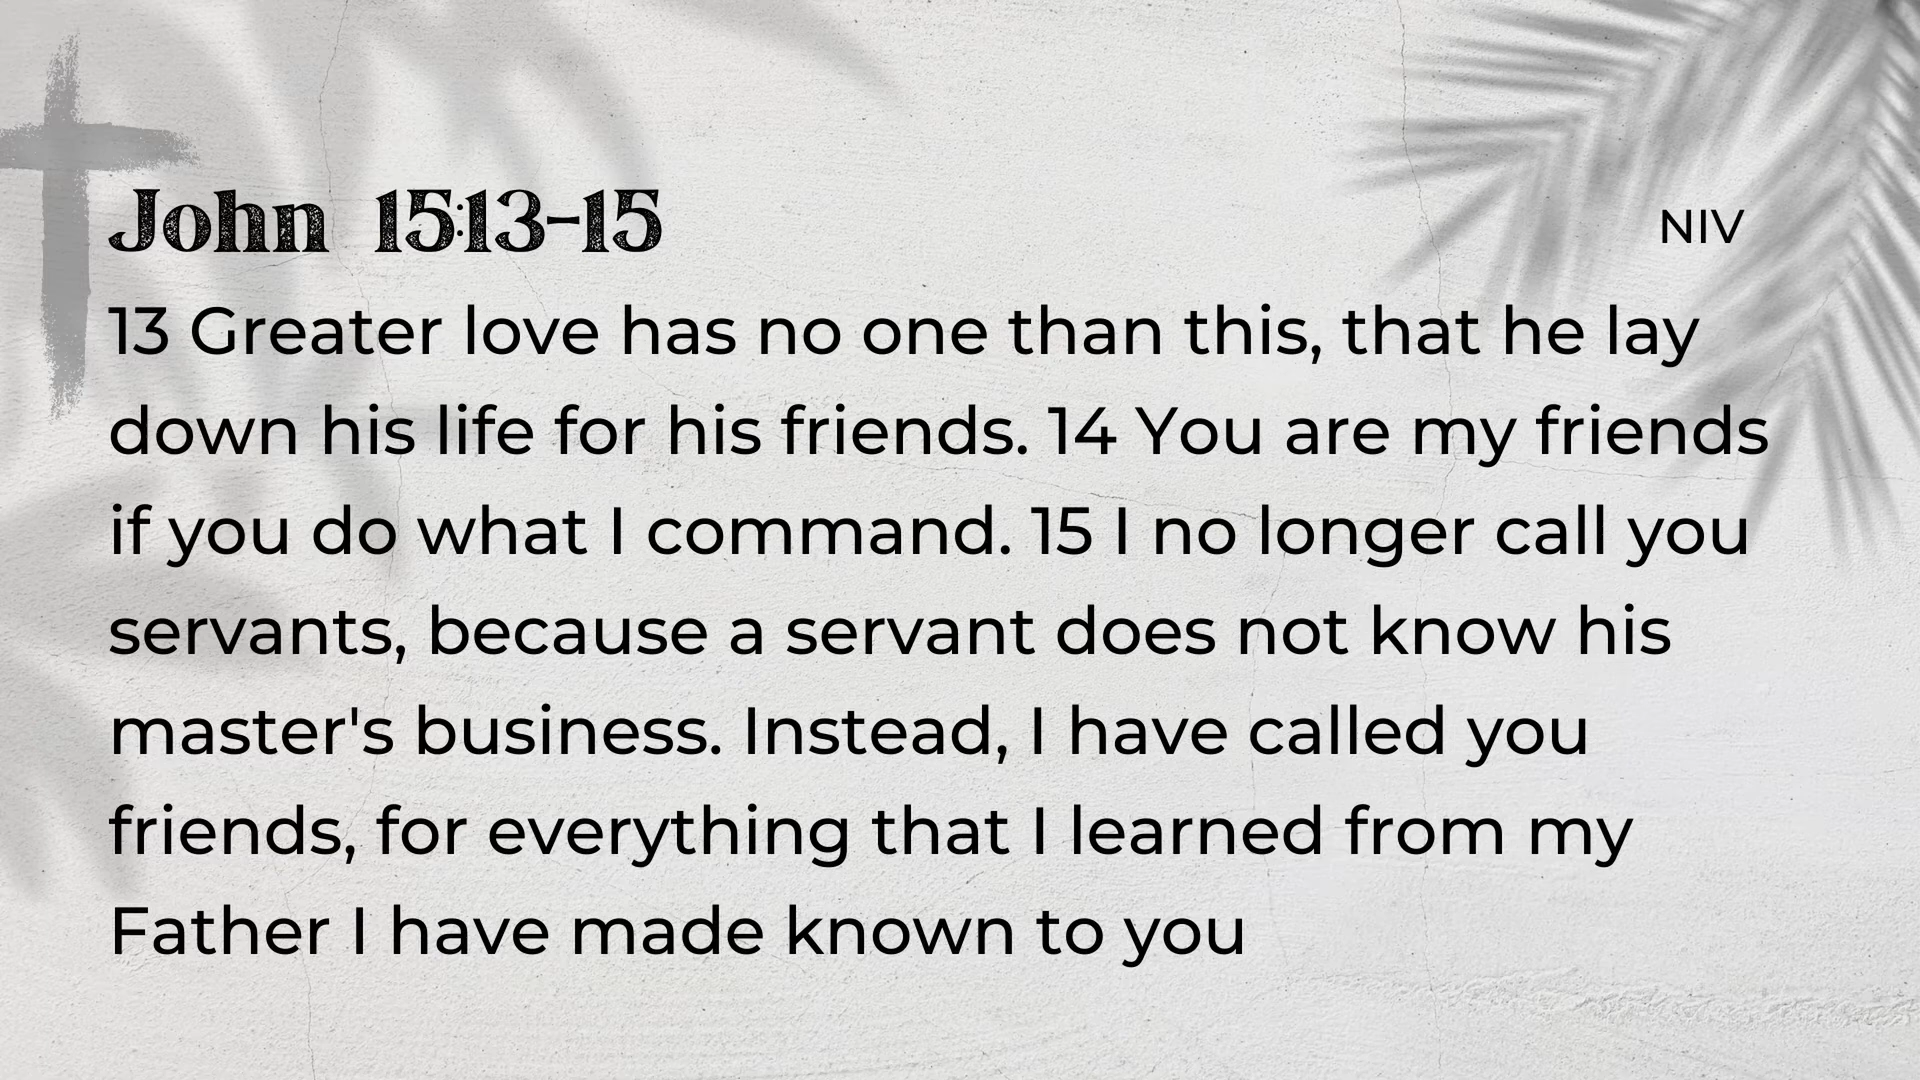 John 15:13-15
NIV
13 Greater love has no one than this, that he lay
down his life for his friends. 14 You are my friends
if you do what I command. 15 I no longer call you
servants, because a servant does not know his
master's business. Instead, I have called you
friends, for everything that I learned from my
Father I have made known to you